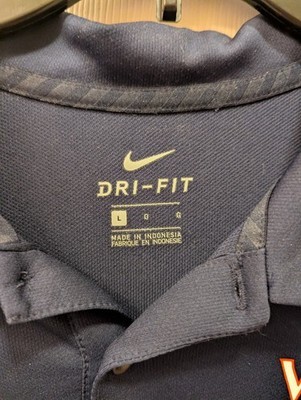 DRI-FIT
L G G
MADE IN INDONESIA
FABRIQUE EN INDONESIE